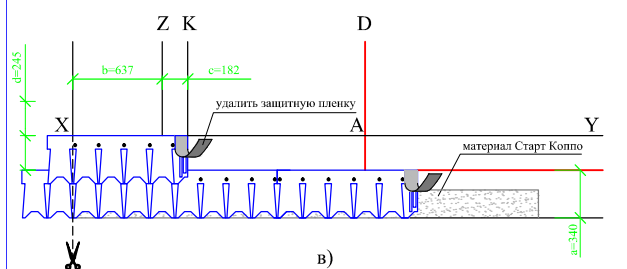 Z K D
d=245
b=637 c=182
удалить защитную пленку
X A Y
материал Старт Коппо
a=340
в)